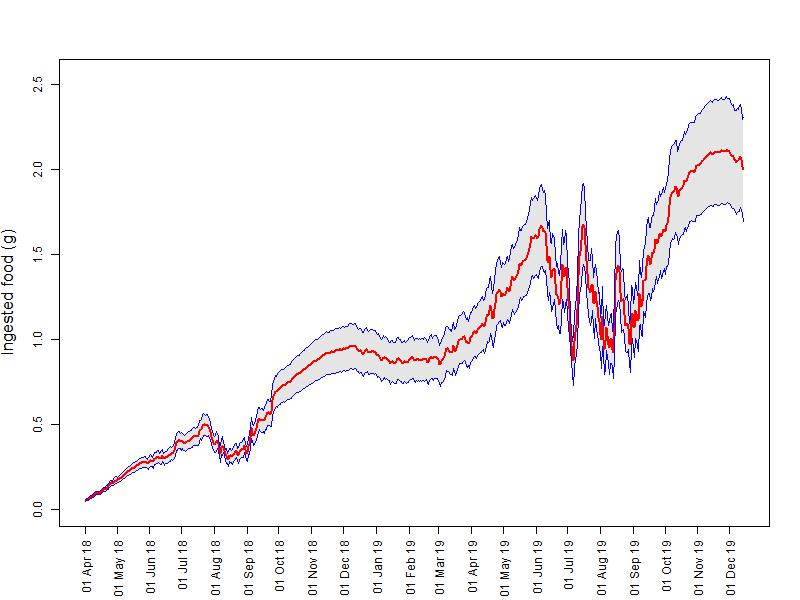 Ingested food (g)
2.5
2.0
1.5
1.0
0.5
0.0
01 Apr 18
01 May 18
01 Jun 18
01 Jul 18
01 Aug 18
01 Sep 18
01 Oct 18
01 Nov 18
01 Dec 18
01 Jan 19
01 Feb 19
01 Mar 19
01 Apr 19
01 May 19
01 Jun 19
01 Jul 19
01 Aug 19
01 Sep 19
01 Oct 19
01 Nov 19
01 Dec 19